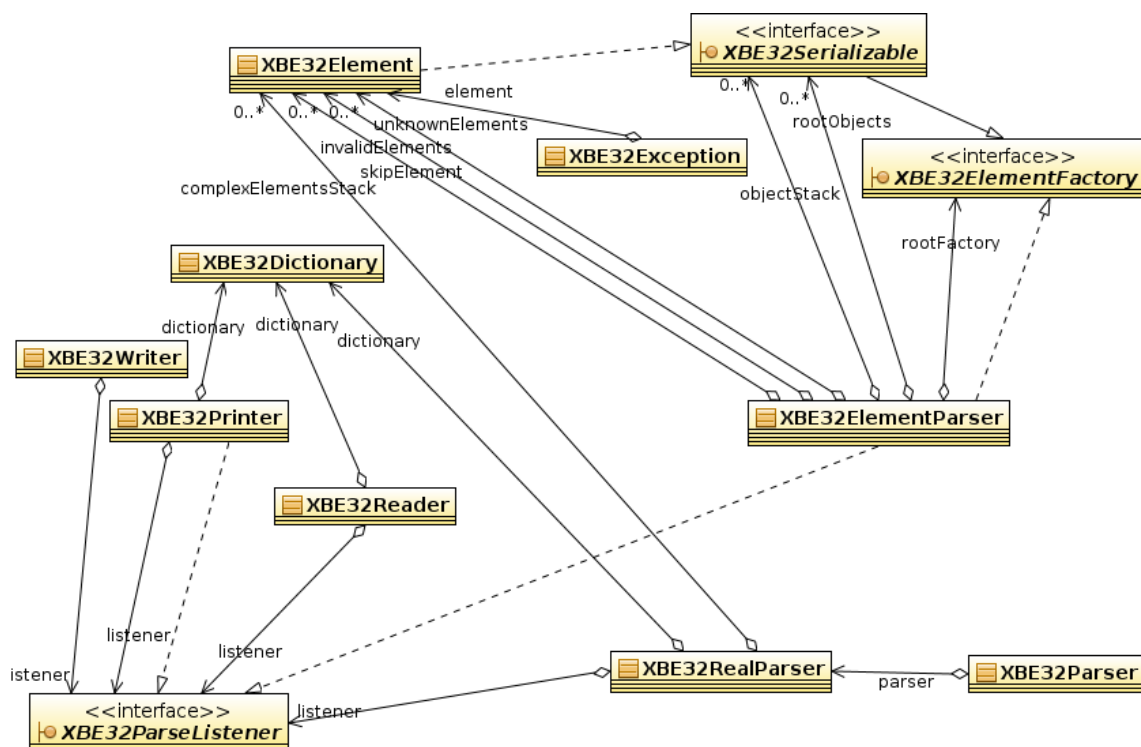 <<interface>>
XBE32Serializable
XBE32Element
0..*
0..*
0..*
0..*
0..*
element
unknownElements
rootObjects
invalidElements
XBE32Exception
<<interface>>
XBE32ElementFactory
skipElement
complexElementsStack
objectStack
rootFactory
XBE32Dictionary
dictionary
dictionary
dictionary
XBE32Writer
XBE32Printer
XBE32ElementParser
XBE32Reader
listener
listener
istener
XBE32RealParser
XBE32Parser
parser
listener
<<interface>>
XBE32ParseListener